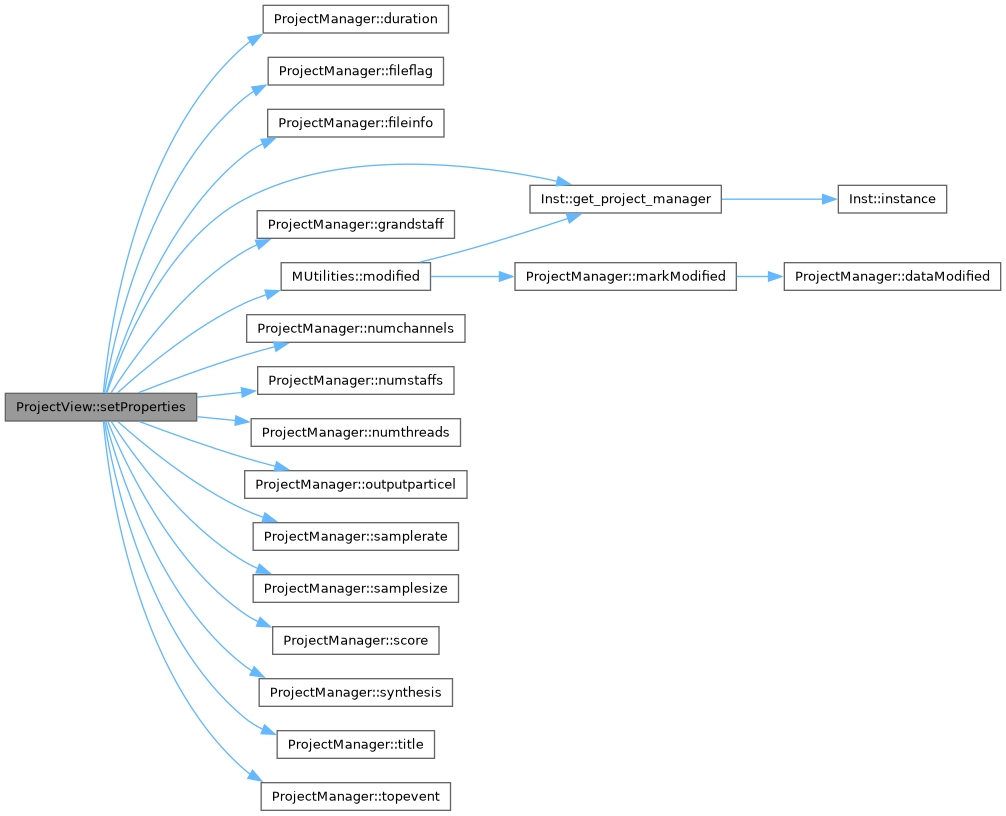 ProjectManager::duration
ProjectManager::fileflag
ProjectManager::fileinfo
Inst::get_project_manager
Inst::instance
ProjectManager::grandstaff
MUtilities::modified
ProjectManager::markModified
ProjectManager::dataModified
ProjectManager::numchannels
ProjectManager::numstaffs
ProjectView::setProperties
ProjectManager::numthreads
ProjectManager::outputparticel
ProjectManager::samplerate
ProjectManager::samplesize
ProjectManager::score
ProjectManager::synthesis
ProjectManager::title
ProjectManager::topevent